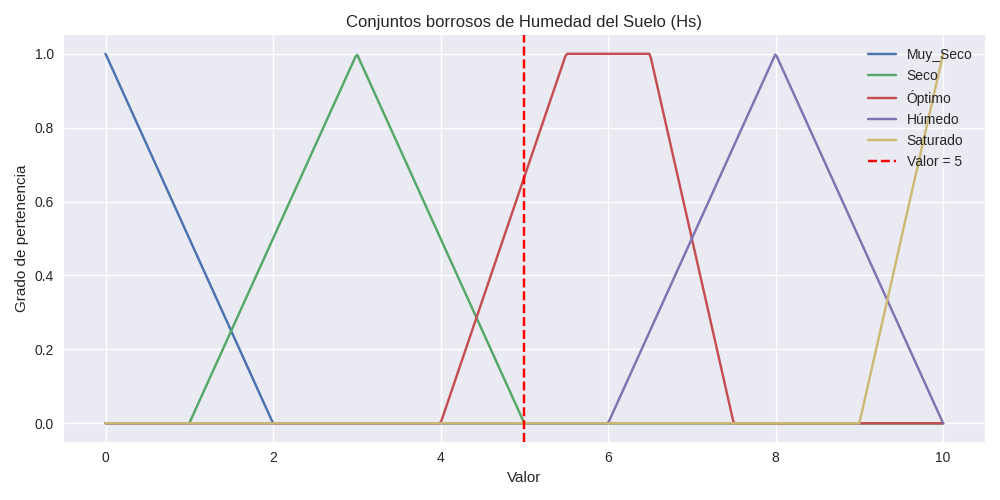 Conjuntos borrosos de Humedad del Suelo (Hs)
Muy_Seco
Seco
Óptimo
Húmedo
Saturado
Valor = 5
Grado de pertenencia
1.0
0.8
0.6
0.4
0.2
0.0
0 2 4 6 8 10
Valor